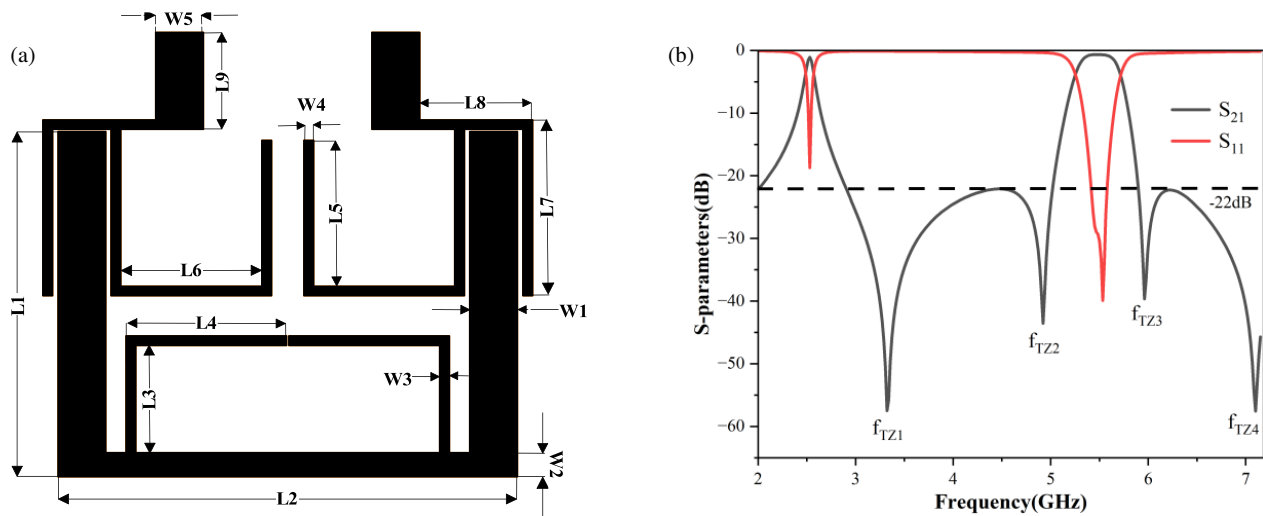 (a)
W5
L9
W4
L8
L1
L5
L7
L6
W1
L4
L3
W3
W2
L2
(b)
S-parameters(dB)
0
−10
−20
−30
−40
−50
−60
S21
S11
-22dB
fTZ1
fTZ2
fTZ3
fTZ4
2
3
4
5
6
7
Frequency(GHz)